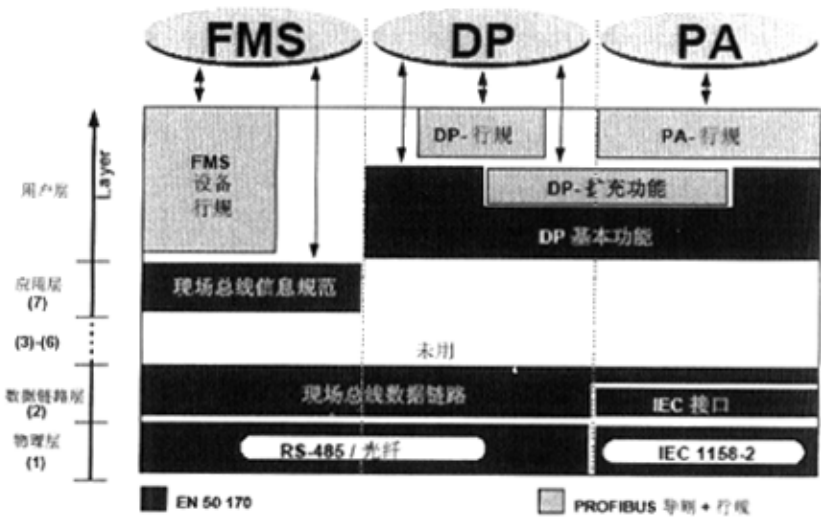 FMS
DP
PA
Layer
用户层
FMS
设备
行规
DP-行规
PA-行规
DP-扩充功能
DP 基本功能
应用层
(7)
现场总线信息规范
(3)-(6)
未用
数据链路层
(2)
现场总线数据链路
IEC 接口
物理层
(1)
RS-485 / 光纤
IEC 1158-2
EN 50 170
PROFIBUS 导则 + 行规